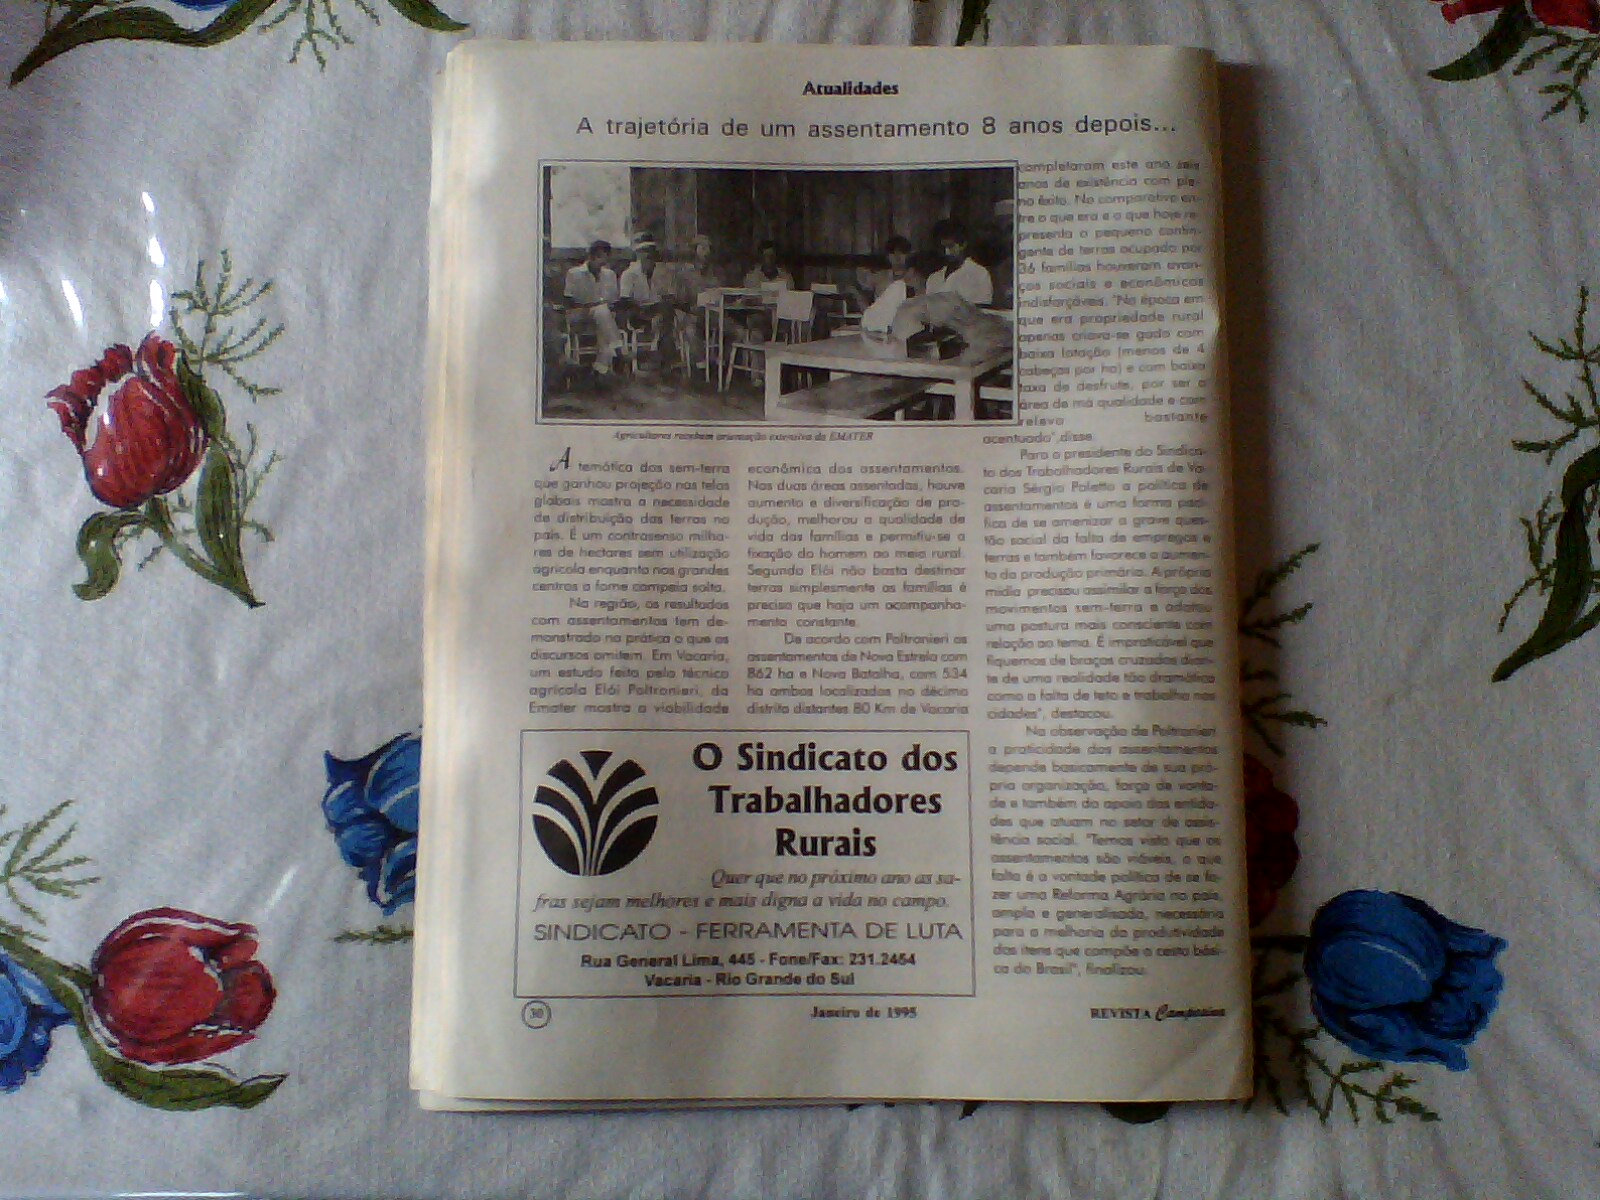 Atualidades
A trajetória de um assentamento 8 anos depois...
Agricultores recebem orientação extensiva da EMATER
A temática dos sem-terra
que ganhou projeção nas telas
globais mostra a necessidade
de distribuição das terras no
país. É um contrasenso milha-
res de hectares sem utilização
agrícola enquanto nos grandes
centros a fome campeia solta.
Na região, os resultados
com assentamentos tem de-
monstrado na prática o que os
discursos omitem. Em Vacaria,
um estudo feito pelo técnico
agrícola Elói Poltronieri, da
Emater mostra a viabilidade
econômica dos assentamentos.
Nas duas áreas assentadas, houve
aumento e diversificação de pro-
dução, melhorou a qualidade de
vida das famílias e permitiu-se a
fixação do homem ao meio rural.
Segundo Elói não basta destinar
terras simplesmente as famílias é
preciso que haja um acompanha-
mento constante.
De acordo com Poltronieri os
assentamentos de Nova Estrela com
862 ha e Nova Batalha, com 534
ha ambos localizados no décimo
distrito distantes 80 Km de Vacaria
completaram este ano seis
anos de existência com ple-
no êxito. No comparativo en-
tre o que era e o que hoje re-
presenta o pequeno contin-
gente de terras ocupado por
36 famílias houveram avan-
ços sociais e econômicos
indisfarçáveis. "Na época em
que era propriedade rural
apenas criava-se gado com
baixa lotação (menos de 4
cabeças por ha) e com baixa
taxa de desfrute, por ser a
área de má qualidade e com
relevo bastante
acentuado", disse.
Para o presidente do Sindica-
to dos Trabalhadores Rurais de Va-
caria Sérgio Poletto a política de
assentamentos é uma forma pací-
fica de se amenizar a grave ques-
tão social da falta de empregos e
terras e também favorece o aumen-
to da produção primária. A própria
mídia precisou assimilar a força dos
movimentos sem-terra e adotou
uma postura mais consciente com
relação ao tema. É impraticável que
fiquemos de braços cruzados dian-
te de uma realidade tão dramática
como a falta de teto e trabalho nas
cidades", destacou.
Na observação de Poltronieri
a praticidade dos assentamentos
depende basicamente de sua pró-
pria organização, força de vonta-
de e também do apoio das entida-
des que atuam no setor de assis-
tência social. "Temos visto que os
assentamentos são viáveis, o que
falta é a vontade política de se fa-
zer uma Reforma Agrária no país,
ampla e generalisada, necessária
para a melhoria da produtividade
dos itens que compõe a cesta bási-
ca do Brasil", finalizou.
O Sindicato dos
Trabalhadores
Rurais
Quer que no próximo ano as sa-
fras sejam melhores e mais digna a vida no campo.
SINDICATO - FERRAMENTA DE LUTA
Rua General Lima, 445 - Fone/Fax: 231.2454
Vacaria - Rio Grande do Sul
30 Janeiro de 1995 REVISTA Campesina